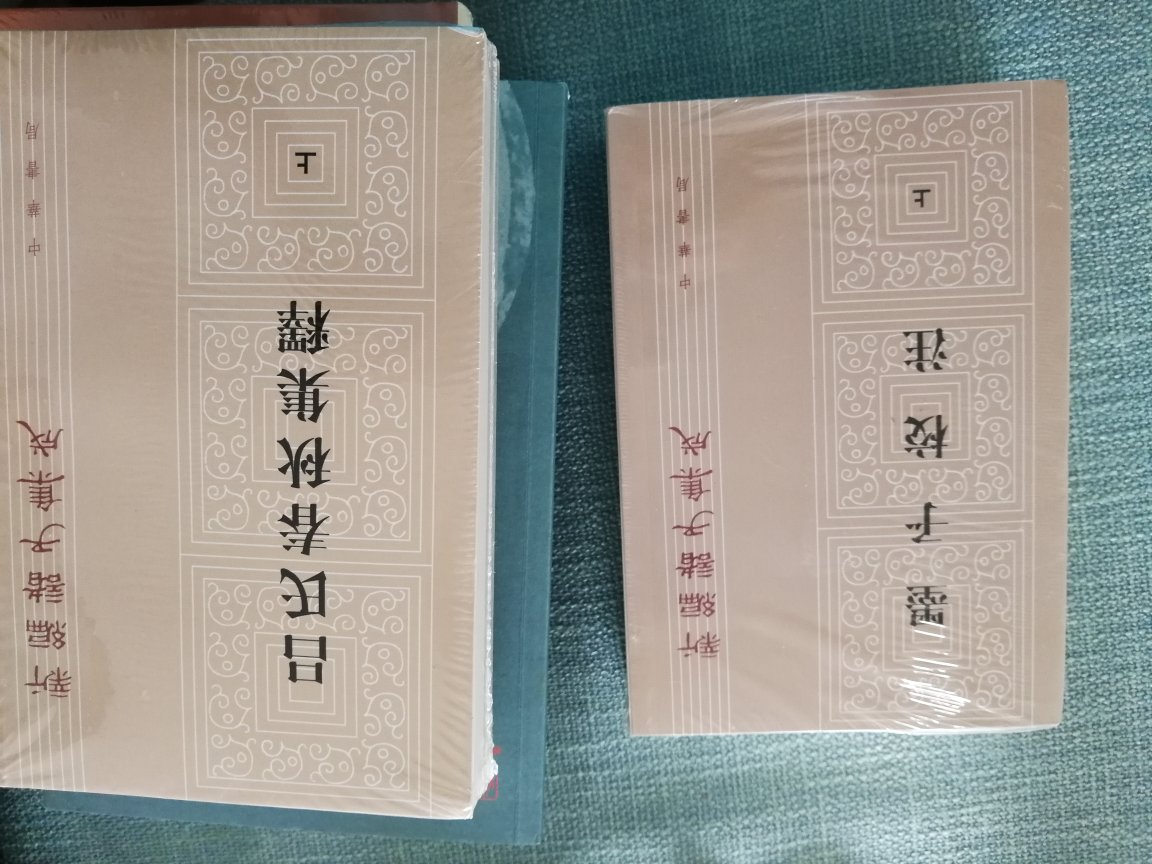 新編諸子集成
呂氏春秋集釋
上
中華書局
新編諸子集成
墨子校注
上
中華書局